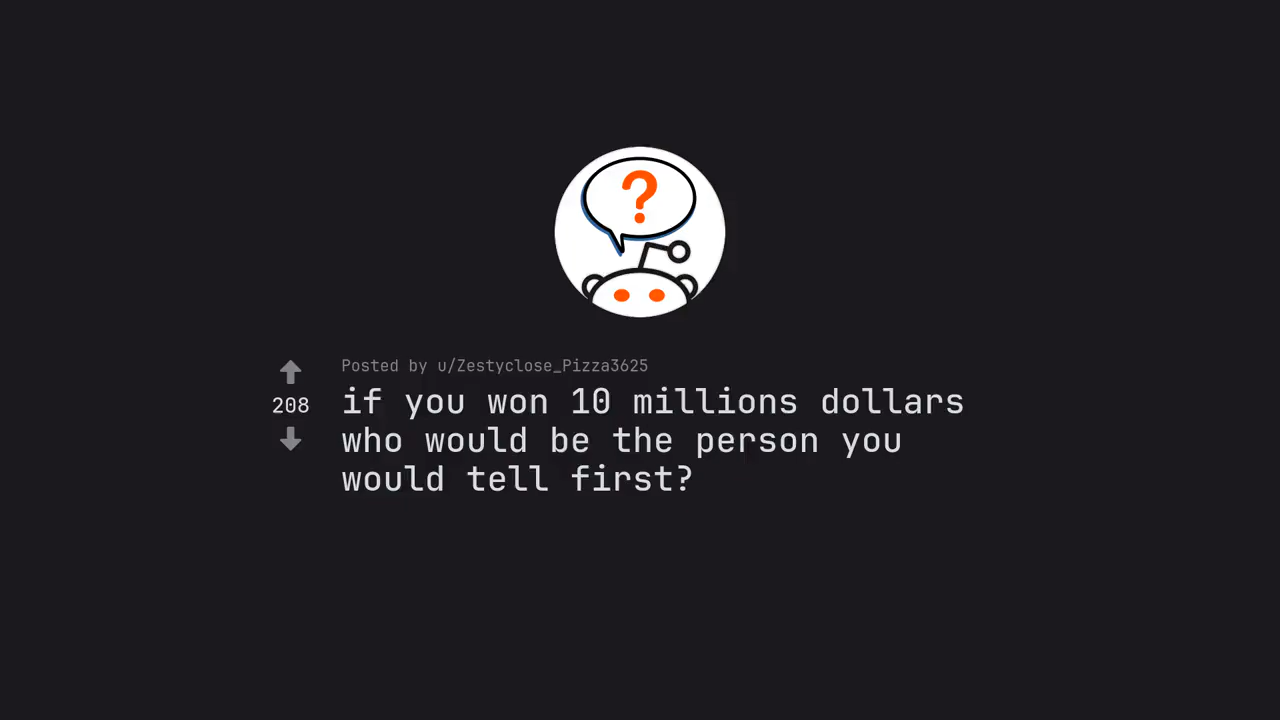 ?
Posted by u/Zestyclose_Pizza3625
208
if you won 10 millions dollars
who would be the person you
would tell first?